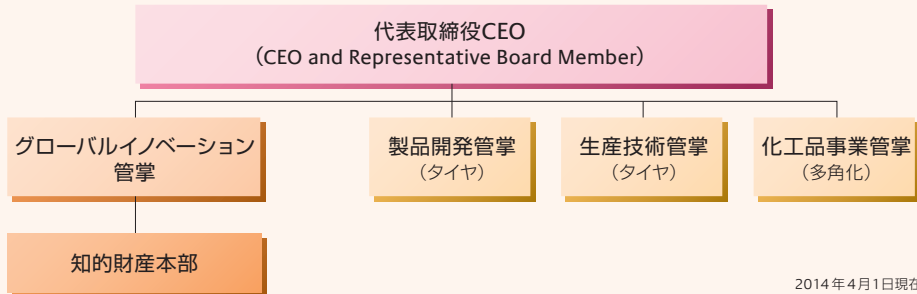 代表取締役CEO
（CEO and Representative Board Member）
グローバルイノベーション
管掌
製品開発管掌
（タイヤ）
生産技術管掌
（タイヤ）
化工品事業管掌
（多角化）
知的財産本部
2014年4月1日現在